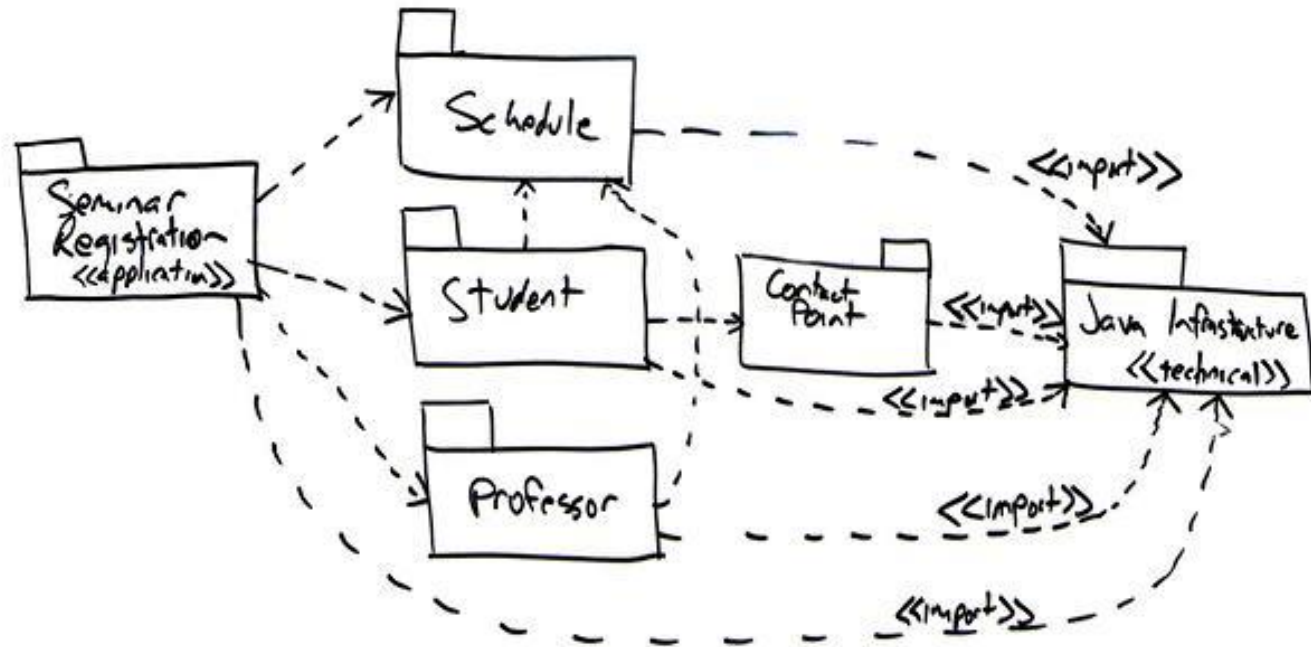 Schedule
<<import>>
Seminar
Registration
<<application>>
Student
Contact
Point
<<import>>
Java Infrastructure
<<technical>>
<<import>>
Professor
<<import>>
<<import>>